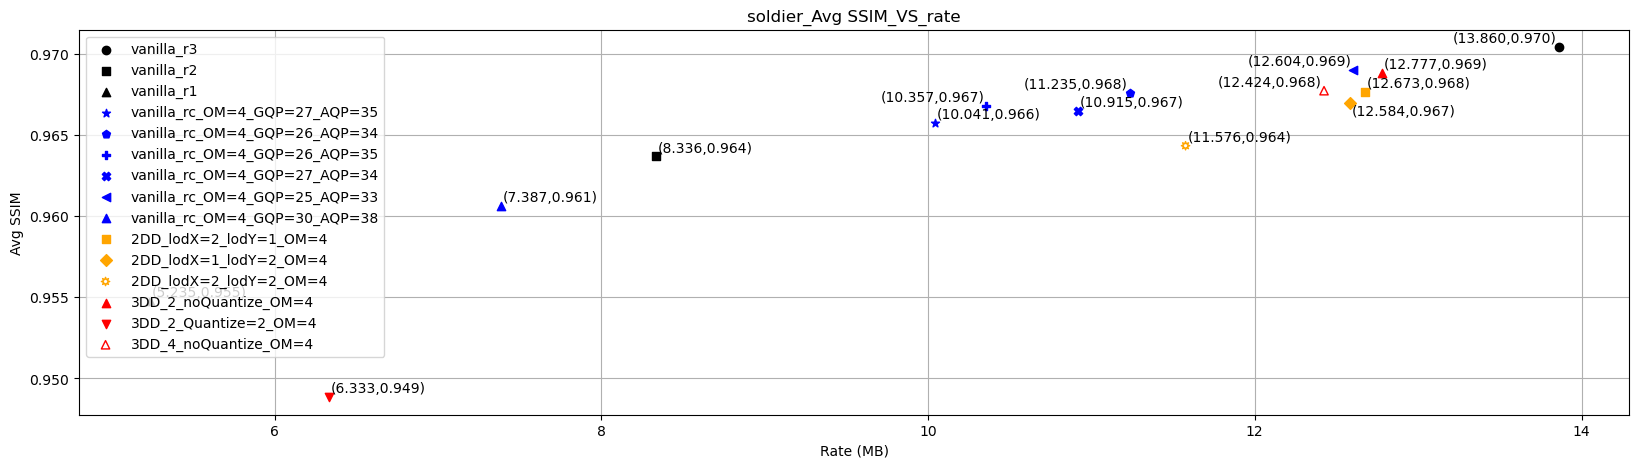 soldier_Avg SSIM_VS_rate
Avg SSIM
0.970
0.965
0.960
0.955
0.950
vanilla_r3
vanilla_r2
vanilla_r1
vanilla_rc_OM=4_GQP=27_AQP=35
vanilla_rc_OM=4_GQP=26_AQP=34
vanilla_rc_OM=4_GQP=26_AQP=35
vanilla_rc_OM=4_GQP=27_AQP=34
vanilla_rc_OM=4_GQP=25_AQP=33
vanilla_rc_OM=4_GQP=30_AQP=38
2DD_lodX=2_lodY=1_OM=4
2DD_lodX=1_lodY=2_OM=4
2DD_lodX=2_lodY=2_OM=4
3DD_2_noQuantize_OM=4
3DD_2_Quantize=2_OM=4
3DD_4_noQuantize_OM=4
(13.860,0.970)
(12.604,0.969)
(12.777,0.969)
(12.424,0.968)
(12.673,0.968)
(11.235,0.968)
(10.357,0.967)
(10.915,0.967)
(12.584,0.967)
(10.041,0.966)
(11.576,0.964)
(8.336,0.964)
(7.387,0.961)
(5.235,0.955)
(6.333,0.949)
6
8
10
12
14
Rate (MB)